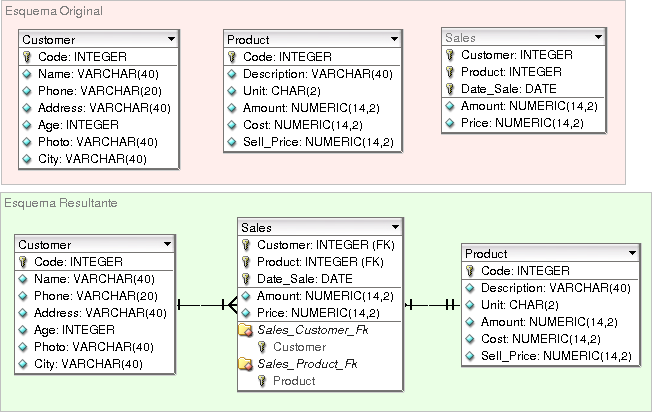 Esquema Original
Customer
Code: INTEGER
Name: VARCHAR(40)
Phone: VARCHAR(20)
Address: VARCHAR(40)
Age: INTEGER
Photo: VARCHAR(40)
City: VARCHAR(40)
Product
Code: INTEGER
Description: VARCHAR(40)
Unit: CHAR(2)
Amount: NUMERIC(14,2)
Cost: NUMERIC(14,2)
Sell_Price: NUMERIC(14,2)
Sales
Customer: INTEGER
Product: INTEGER
Date_Sale: DATE
Amount: NUMERIC(14,2)
Price: NUMERIC(14,2)
Esquema Resultante
Customer
Code: INTEGER
Name: VARCHAR(40)
Phone: VARCHAR(20)
Address: VARCHAR(40)
Age: INTEGER
Photo: VARCHAR(40)
City: VARCHAR(40)
Sales
Customer: INTEGER (FK)
Product: INTEGER (FK)
Date_Sale: DATE
Amount: NUMERIC(14,2)
Price: NUMERIC(14,2)
Sales_Customer_Fk
Customer
Sales_Product_Fk
Product
Product
Code: INTEGER
Description: VARCHAR(40)
Unit: CHAR(2)
Amount: NUMERIC(14,2)
Cost: NUMERIC(14,2)
Sell_Price: NUMERIC(14,2)